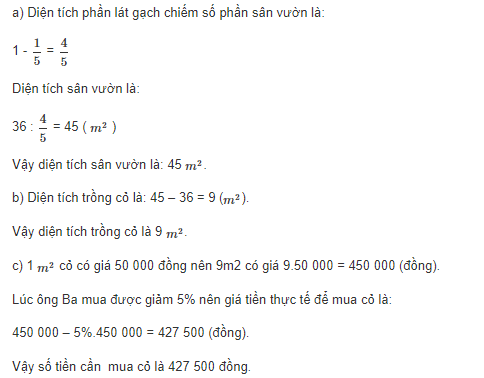 a) Diện tích phần lát gạch chiếm số phần sân vườn là:
1 - 1/5 = 4/5
Diện tích sân vườn là:
36 : 4/5 = 45 ( m² )
Vậy diện tích sân vườn là: 45 m².
b) Diện tích trồng cỏ là: 45 – 36 = 9 (m²).
Vậy diện tích trồng cỏ là 9 m².
c) 1 m² cỏ có giá 50 000 đồng nên 9m2 có giá 9.50 000 = 450 000 (đồng).
Lúc ông Ba mua được giảm 5% nên giá tiền thực tế để mua cỏ là:
450 000 – 5%.450 000 = 427 500 (đồng).
Vậy số tiền cần  mua cỏ là 427 500 đồng.